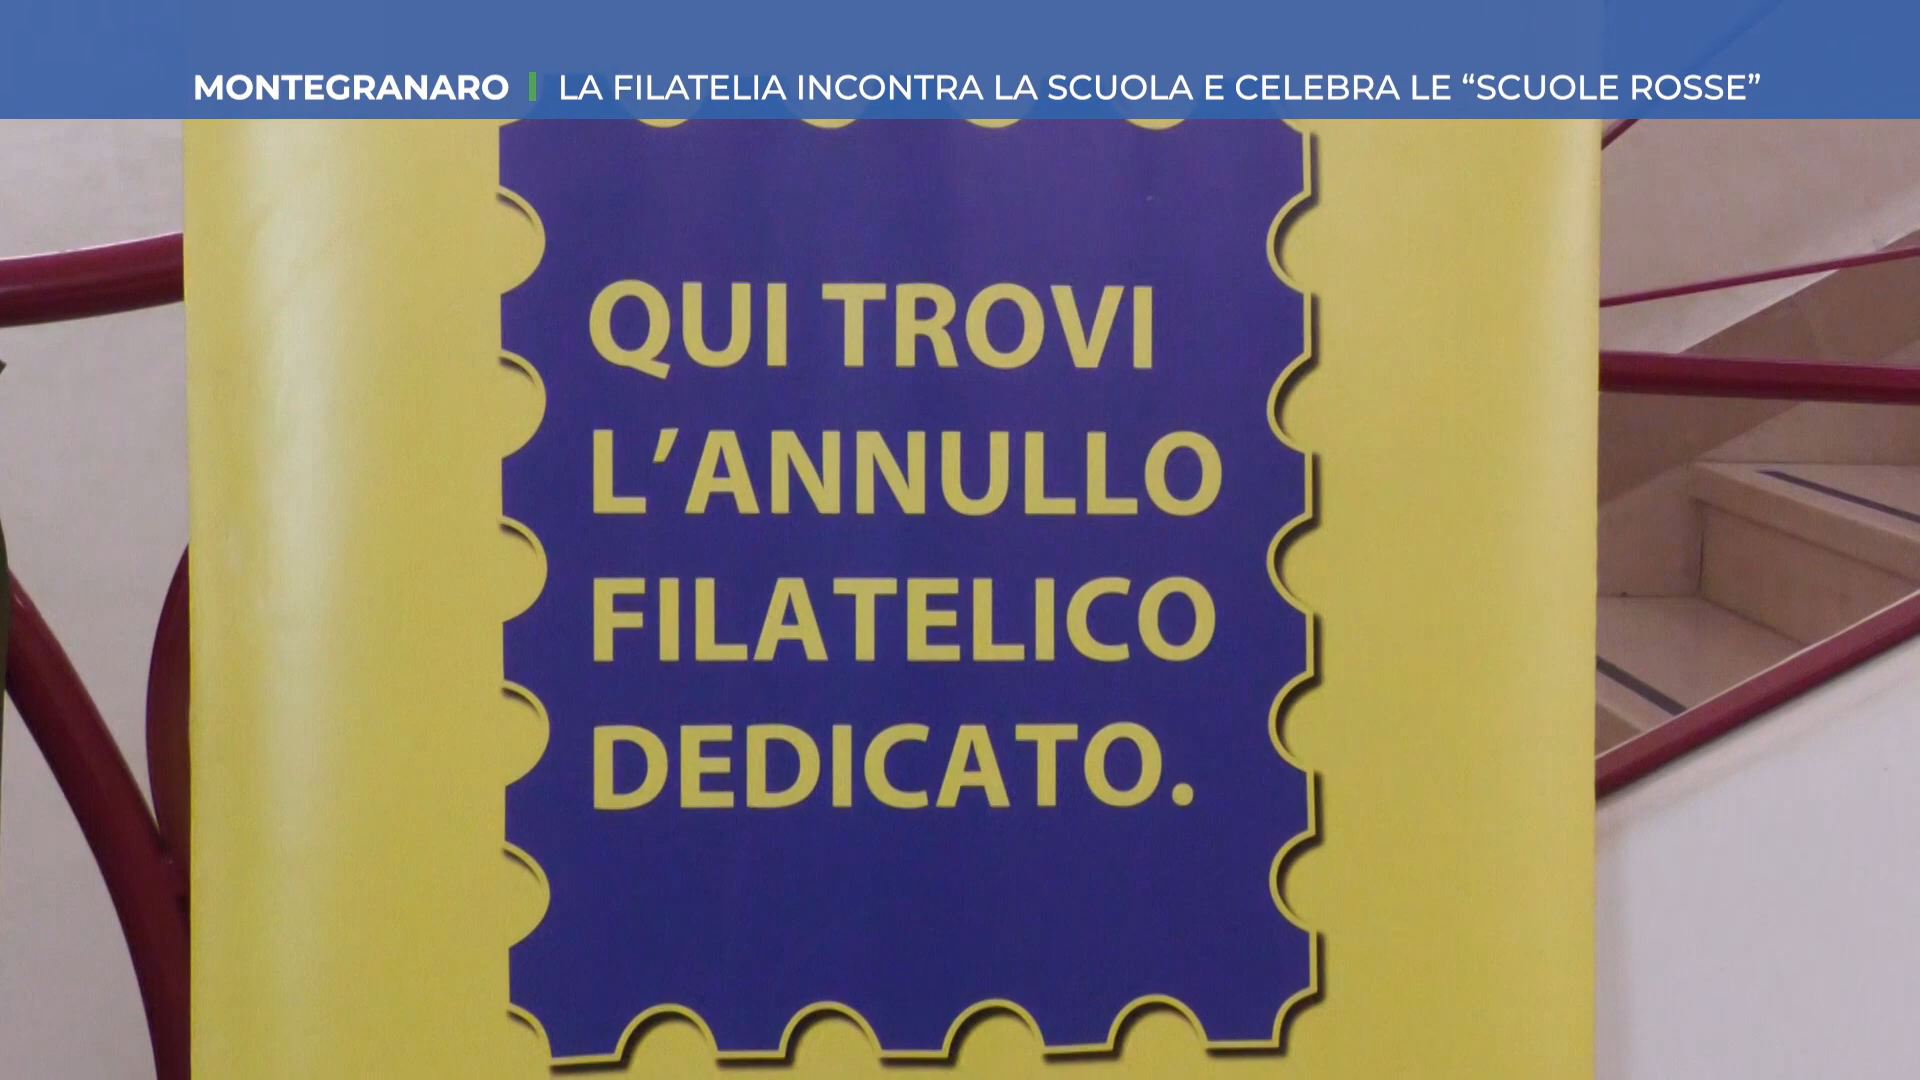 MONTEGRANARO | LA FILATELIA INCONTRA LA SCUOLA E CELEBRA LE “SCUOLE ROSSE”
QUI TROVI
L’ANNULLO
FILATELICO
DEDICATO.